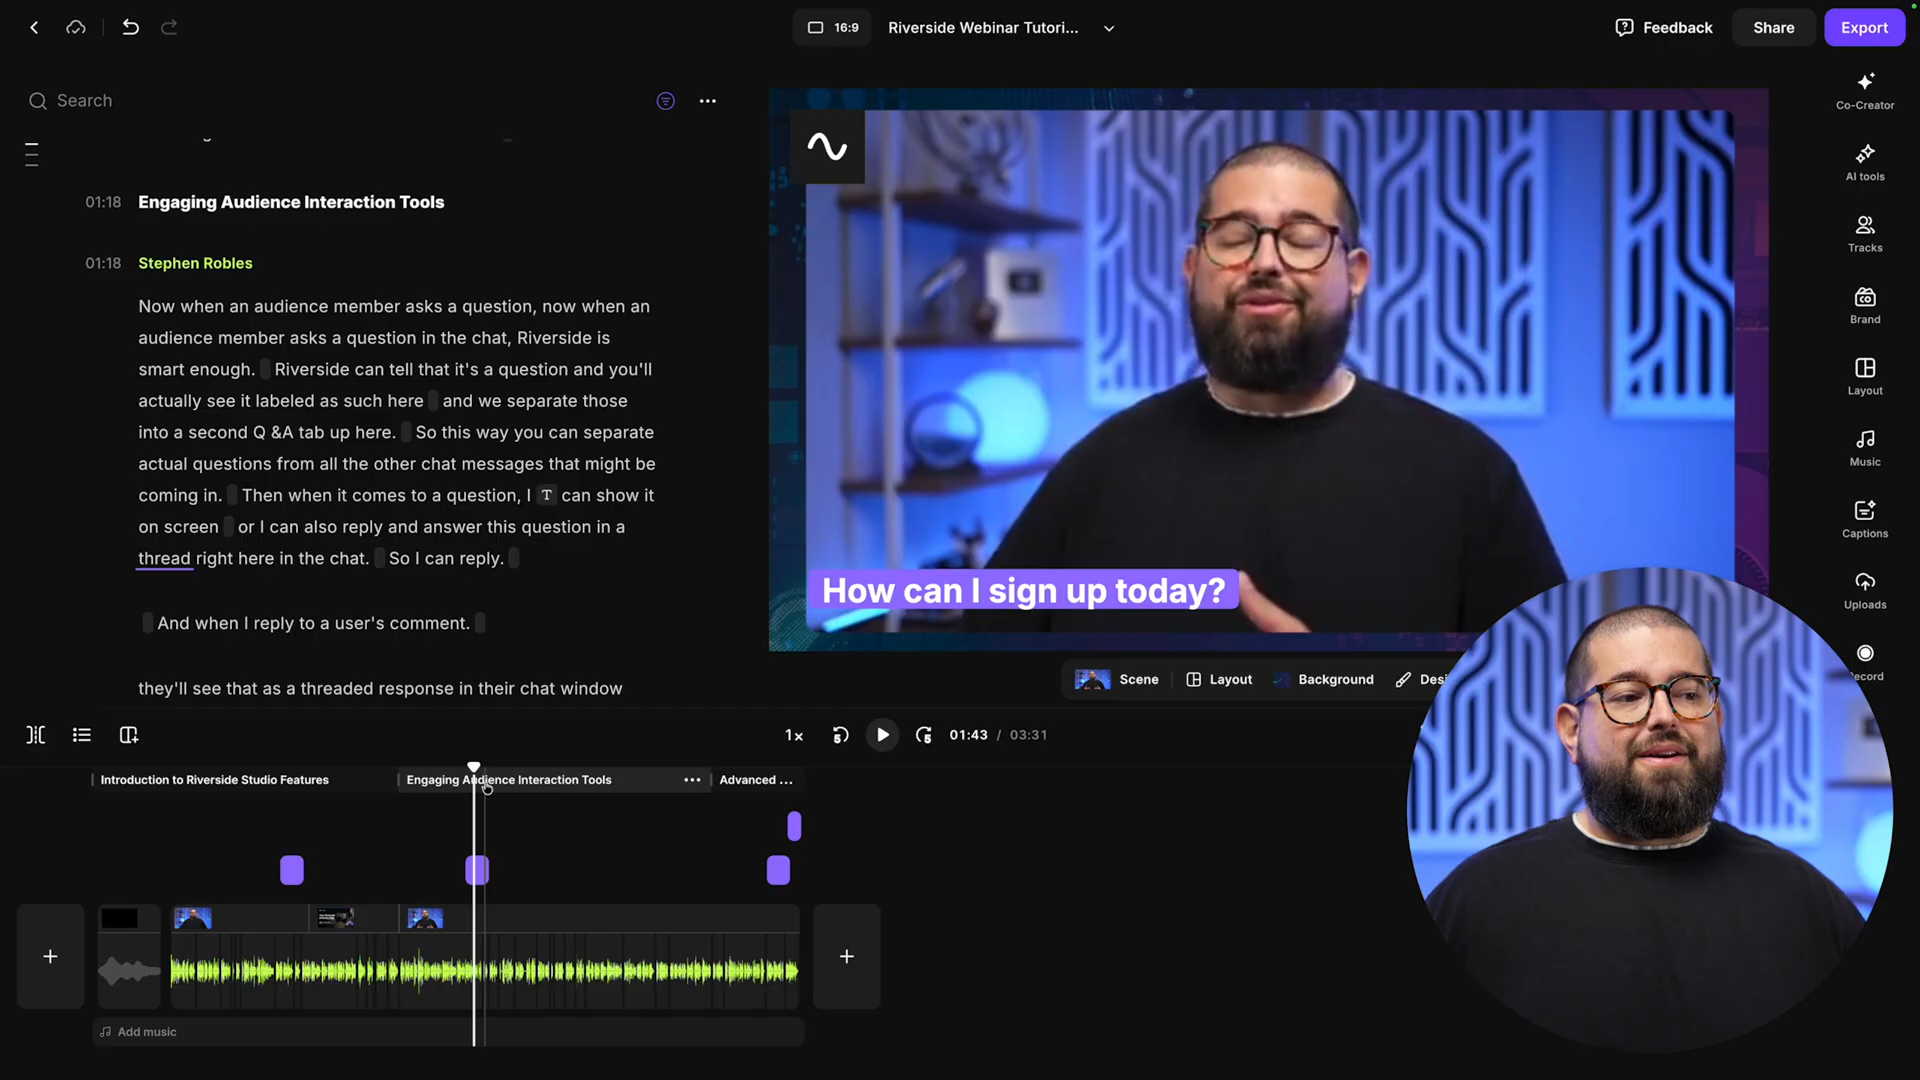 16:9
Riverside Webinar Tutori...
Feedback
Share
Export
Search
01:18
Engaging Audience Interaction Tools
01:18
Stephen Robles
Now when an audience member asks a question, now when an
audience member asks a question in the chat, Riverside is
smart enough. Riverside can tell that it's a question and you'll
actually see it labeled as such here and we separate those
into a second Q &A tab up here. So this way you can separate
actual questions from all the other chat messages that might be
coming in. Then when it comes to a question, I T can show it
on screen or I can also reply and answer this question in a
thread right here in the chat. So I can reply.
And when I reply to a user's comment.
they'll see that as a threaded response in their chat window
How can I sign up today?
Scene
Layout
Background
Desi
Co-Creator
AI tools
Tracks
Brand
Layout
Music
Captions
Uploads
ecord
1x
5
5
01:43 / 03:31
Introduction to Riverside Studio Features
Engaging Audience Interaction Tools
Advanced ...
Add music